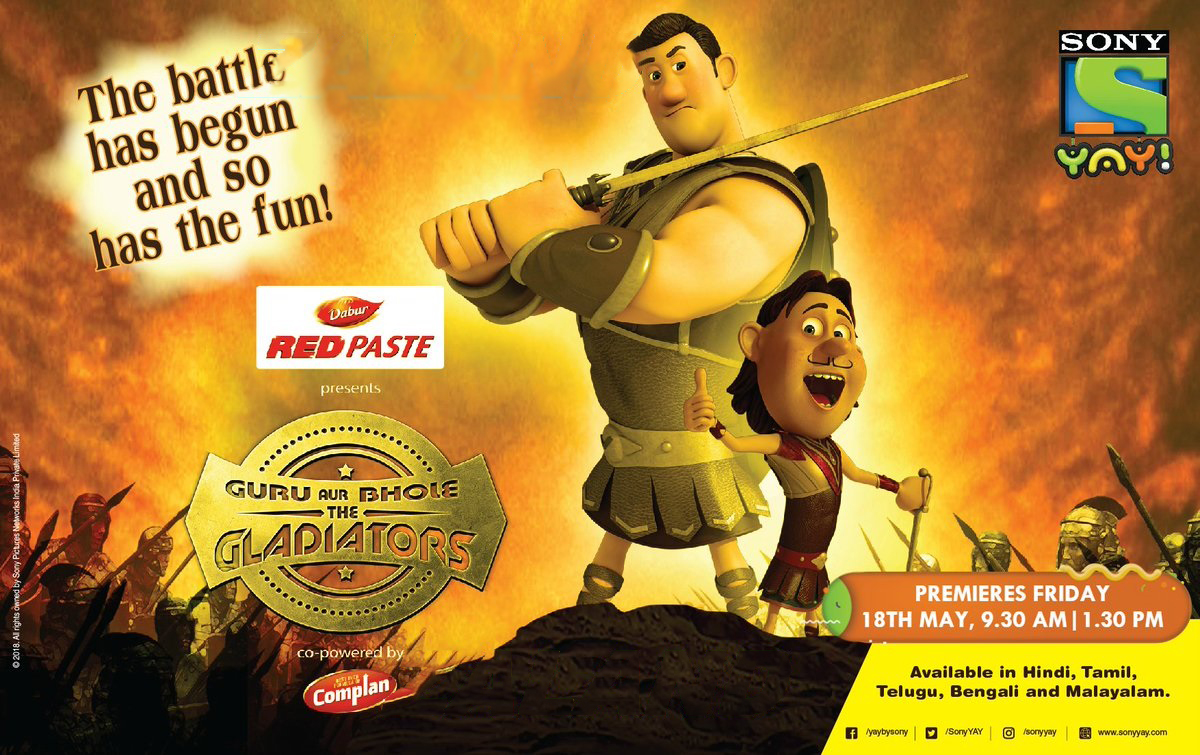 The battle
has begun
and so
has the fun!
SONY
YAY!
Dabur
RED PASTE
presents
GURU AUR BHOLE
THE
GLADIATORS
co-powered by
Complan
PREMIERES FRIDAY
18TH MAY, 9.30 AM|1.30 PM
Available in Hindi, Tamil,
Telugu, Bengali and Malayalam.
/yaybysony | /SonyYAY | /sonyyay | www.sonyyay.com
© 2018. All rights owned by Sony Pictures Networks India Private Limited